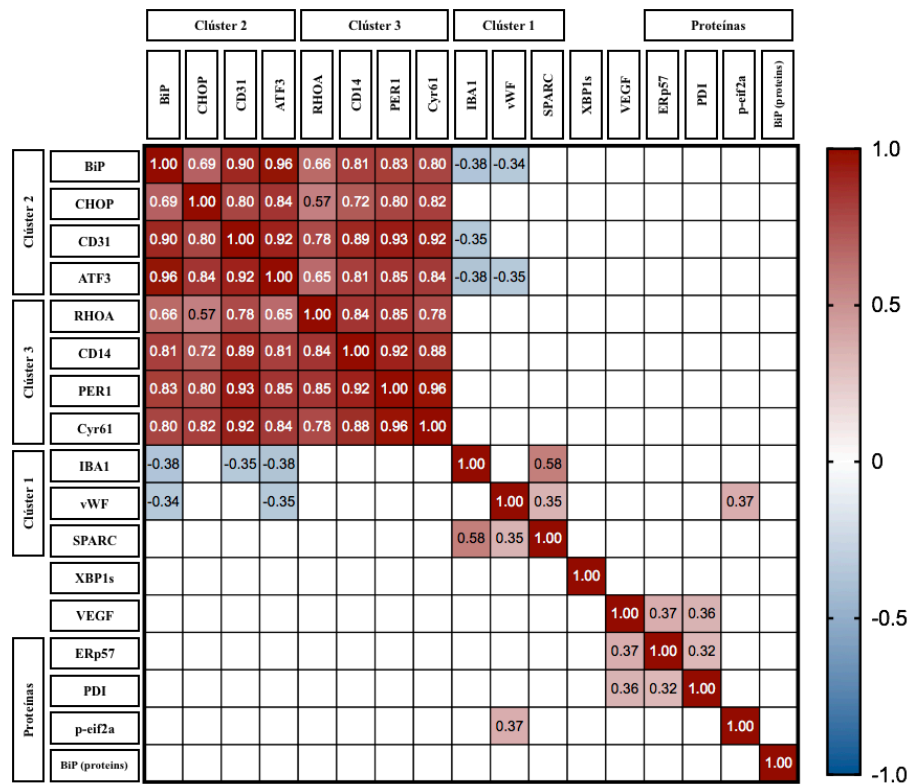 Clúster 2 Clúster 3 Clúster 1 Proteínas
BiP CHOP CD31 ATF3 RHOA CD14 PER1 Cyr61 IBA1 vWF SPARC XBP1s VEGF ERp57 PDI p-eif2a BiP (proteins)
Clúster 2
BiP 1.00 0.69 0.90 0.96 0.66 0.81 0.83 0.80 -0.38 -0.34
CHOP 0.69 1.00 0.80 0.84 0.57 0.72 0.80 0.82
CD31 0.90 0.80 1.00 0.92 0.78 0.89 0.93 0.92 -0.35
ATF3 0.96 0.84 0.92 1.00 0.65 0.81 0.85 0.84 -0.38 -0.35
Clúster 3
RHOA 0.66 0.57 0.78 0.65 1.00 0.84 0.85 0.78
CD14 0.81 0.72 0.89 0.81 0.84 1.00 0.92 0.88
PER1 0.83 0.80 0.93 0.85 0.85 0.92 1.00 0.96
Cyr61 0.80 0.82 0.92 0.84 0.78 0.88 0.96 1.00
Clúster 1
IBA1 -0.38 -0.35 -0.38 1.00 0.58
vWF -0.34 -0.35 1.00 0.35 0.37
SPARC 0.58 0.35 1.00
XBP1s 1.00
VEGF 1.00 0.37 0.36
Proteínas
ERp57 0.37 1.00 0.32
PDI 0.36 0.32 1.00
p-eif2a 0.37 1.00
BiP (proteins) 1.00
1.0
0.5
0
-0.5
-1.0